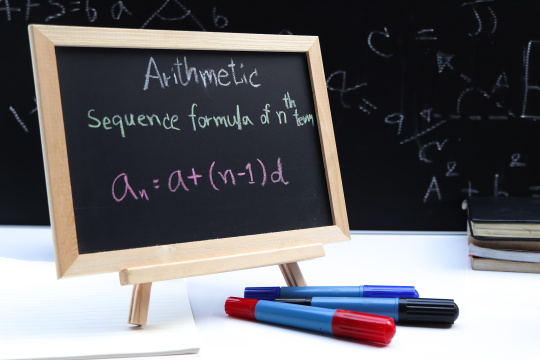 Arithmetic
Sequence formula of nth term
an = a+(n-1)d